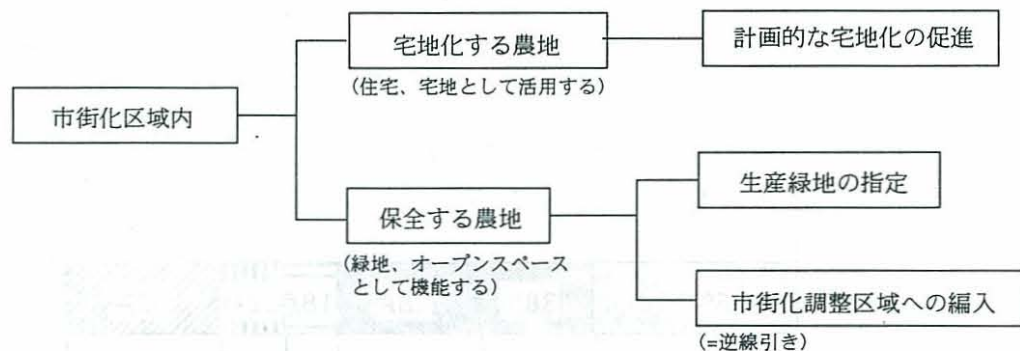 宅地化する農地
計画的な宅地化の促進
(住宅、宅地として活用する)
市街化区域内
生産緑地の指定
保全する農地
(緑地、オープンスペース
として機能する)
市街化調整区域への編入
(=逆線引き)